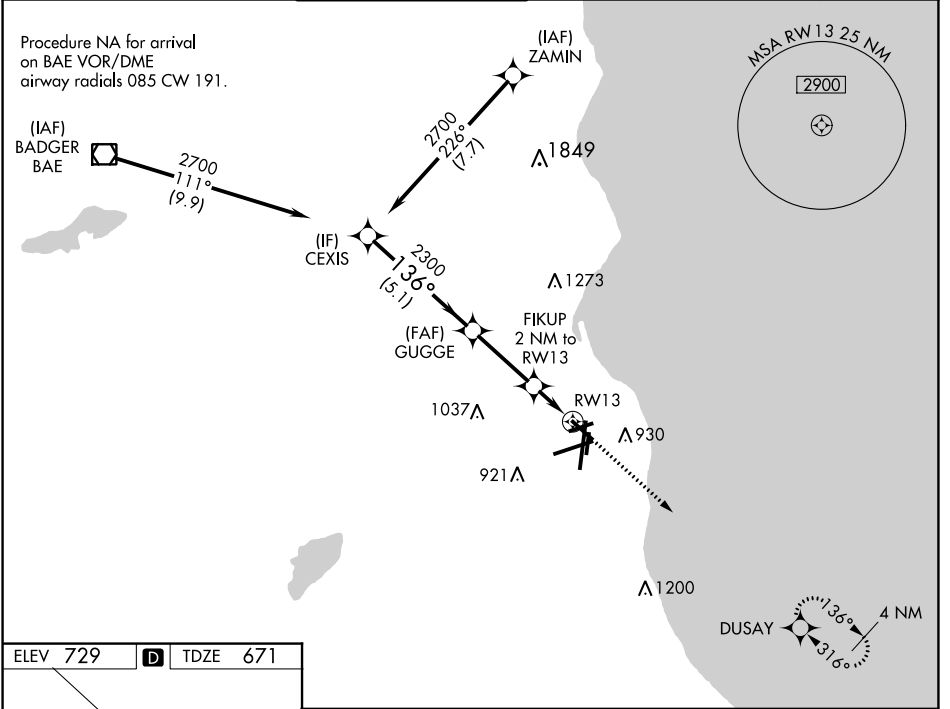 Procedure NA for arrival
on BAE VOR/DME
airway radials 085 CW 191.
(IAF)
ZAMIN
MSA RW13 25 NM
2900
(IAF)
BADGER
BAE
2700
111°
(9.9)
2700
226°
(7.7)
1849
(IF)
CEXIS
2300
136°
(5.1)
1273
(FAF)
GUGGE
FIKUP
2 NM to
RW13
1037
RW13
930
921
1200
DUSAY
136°
316°
4 NM
ELEV 729 D TDZE 671